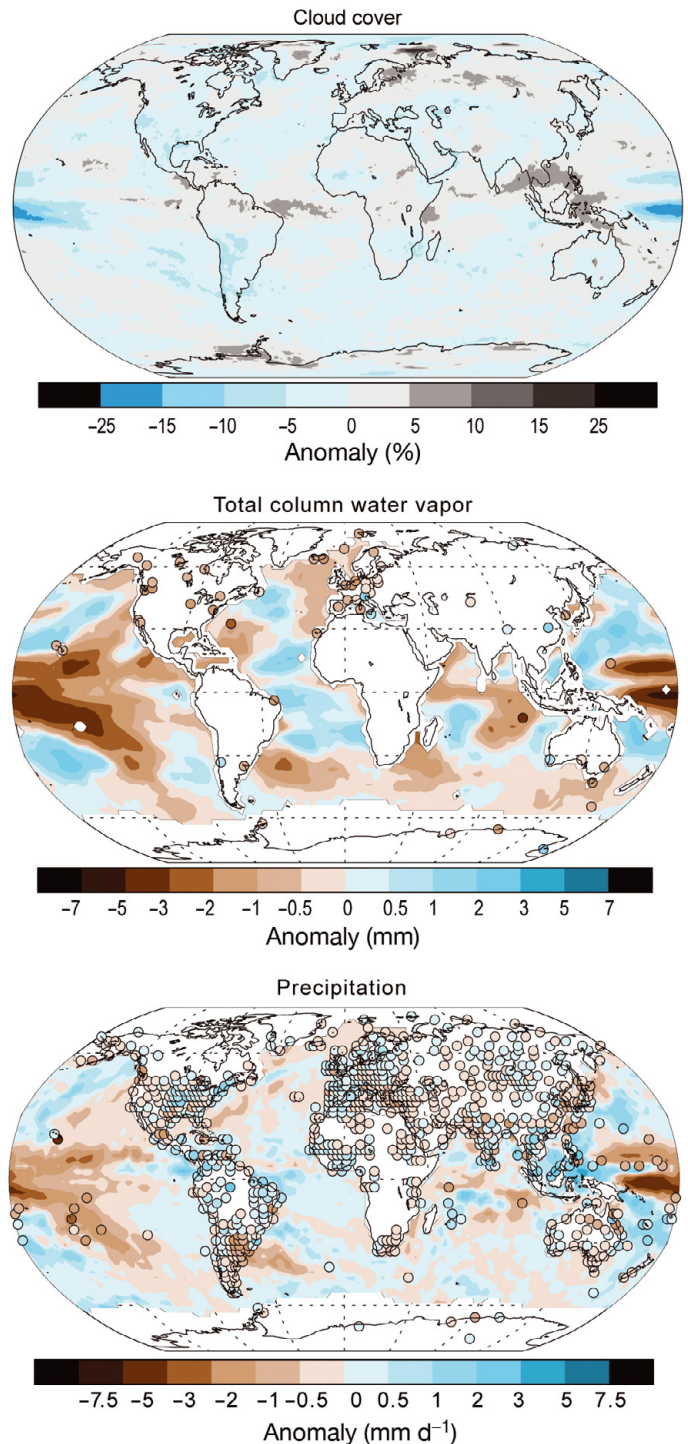 Cloud cover
−25 −15 −10 −5 0 5 10 15 25
Anomaly (%)
Total column water vapor
−7 −5 −3 −2 −1 −0.5 0 0.5 1 2 3 5 7
Anomaly (mm)
Precipitation
−7.5 −5 −3 −2 −1 −0.5 0 0.5 1 2 3 5 7.5
Anomaly (mm d⁻¹)